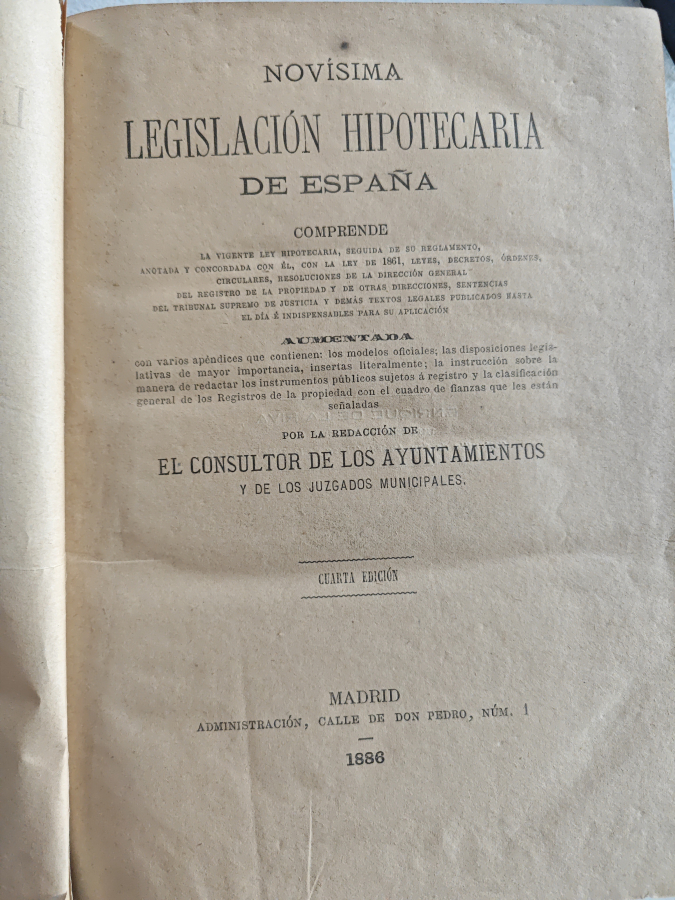 NOVÍSIMA
LEGISLACIÓN HIPOTECARIA
DE ESPAÑA
COMPRENDE
LA VIGENTE LEY HIPOTECARIA, SEGUIDA DE SU REGLAMENTO,
ANOTADA Y CONCORDADA CON ÉL, CON LA LEY DE 1861, LEYES, DECRETOS, ÓRDENES,
CIRCULARES, RESOLUCIONES DE LA DIRECCIÓN GENERAL
DEL REGISTRO DE LA PROPIEDAD Y DE OTRAS DIRECCIONES, SENTENCIAS
DEL TRIBUNAL SUPREMO DE JUSTICIA Y DEMÁS TEXTOS LEGALES PUBLICADOS HASTA
EL DÍA É INDISPENSABLES PARA SU APLICACIÓN
AUMENTADA
con varios apéndices que contienen: los modelos oficiales; las disposiciones legis-
lativas de mayor importancia, insertas literalmente; la instrucción sobre la
manera de redactar los instrumentos públicos sujetos á registro y la clasificación
general de los Registros de la propiedad con el cuadro de fianzas que les están
señaladas
POR LA REDACCIÓN DE
EL CONSULTOR DE LOS AYUNTAMIENTOS
Y DE LOS JUZGADOS MUNICIPALES.
CUARTA EDICIÓN
MADRID
ADMINISTRACIÓN, CALLE DE DON PEDRO, NÚM. 1
1886